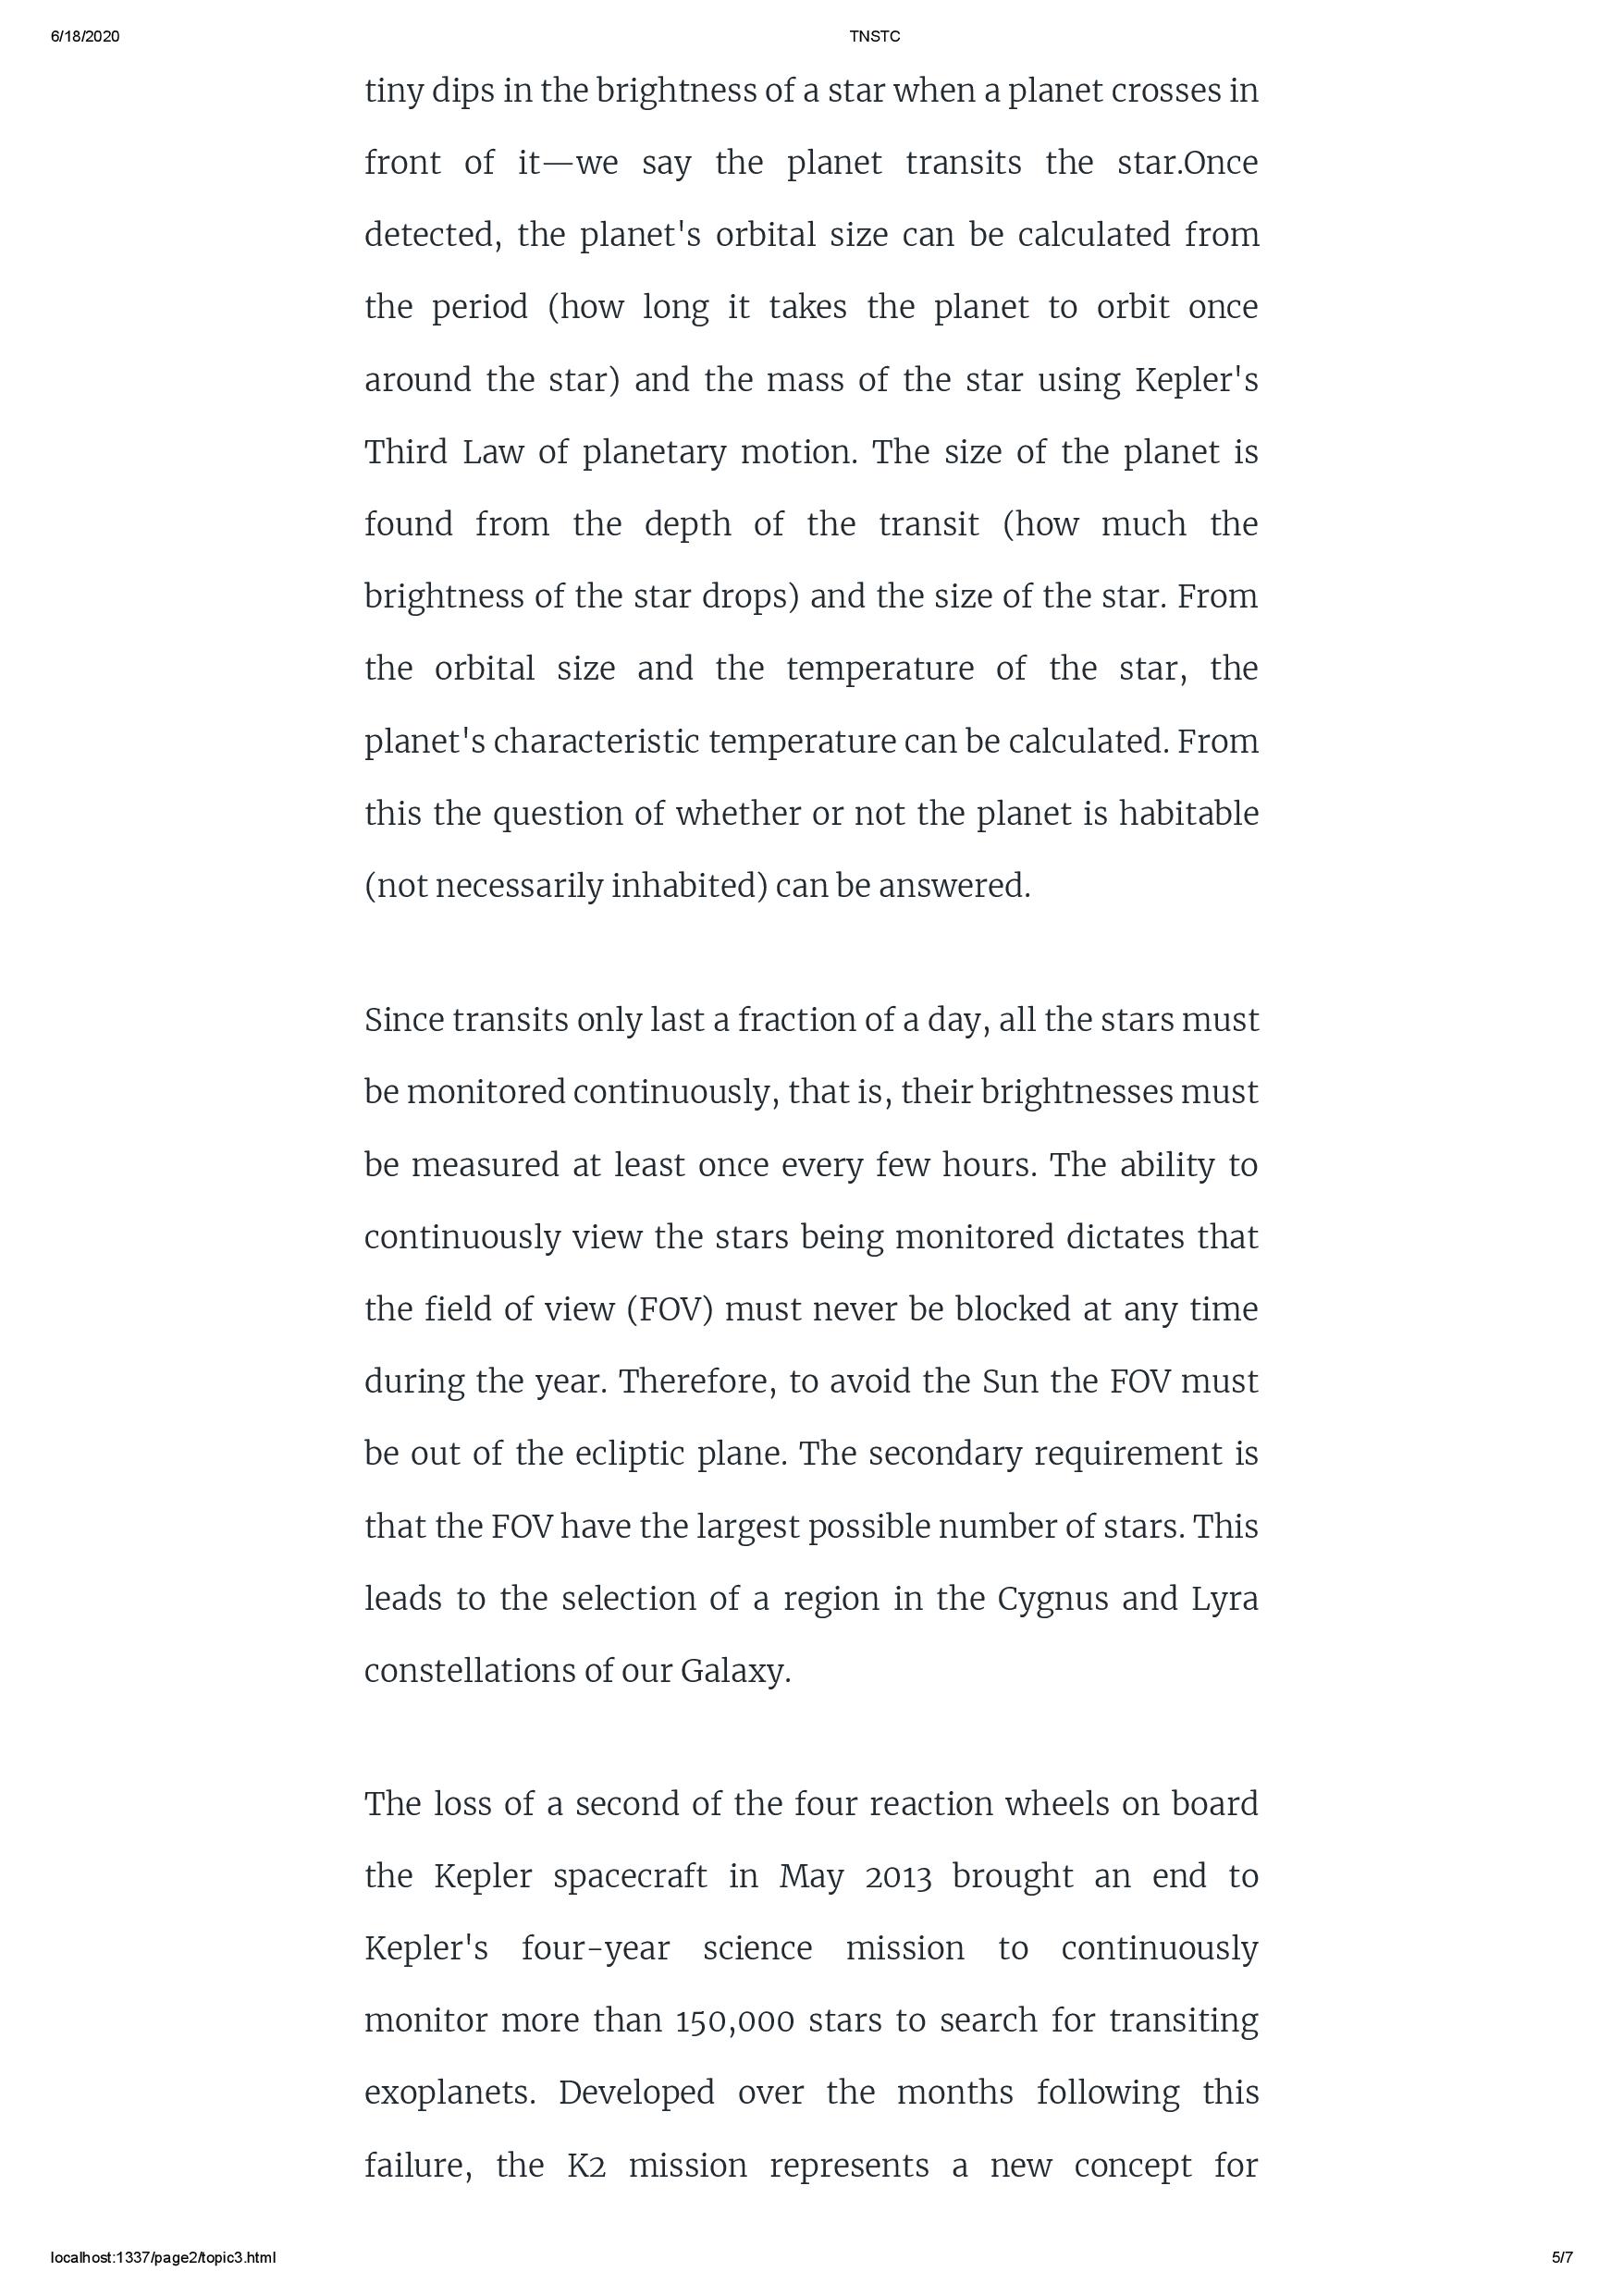 6/18/2020 TNSTC
tiny dips in the brightness of a star when a planet crosses in
front of it—we say the planet transits the star.Once
detected, the planet's orbital size can be calculated from
the period (how long it takes the planet to orbit once
around the star) and the mass of the star using Kepler's
Third Law of planetary motion. The size of the planet is
found from the depth of the transit (how much the
brightness of the star drops) and the size of the star. From
the orbital size and the temperature of the star, the
planet's characteristic temperature can be calculated. From
this the question of whether or not the planet is habitable
(not necessarily inhabited) can be answered.
Since transits only last a fraction of a day, all the stars must
be monitored continuously, that is, their brightnesses must
be measured at least once every few hours. The ability to
continuously view the stars being monitored dictates that
the field of view (FOV) must never be blocked at any time
during the year. Therefore, to avoid the Sun the FOV must
be out of the ecliptic plane. The secondary requirement is
that the FOV have the largest possible number of stars. This
leads to the selection of a region in the Cygnus and Lyra
constellations of our Galaxy.
The loss of a second of the four reaction wheels on board
the Kepler spacecraft in May 2013 brought an end to
Kepler's four-year science mission to continuously
monitor more than 150,000 stars to search for transiting
exoplanets. Developed over the months following this
failure, the K2 mission represents a new concept for
localhost:1337/page2/topic3.html 5/7